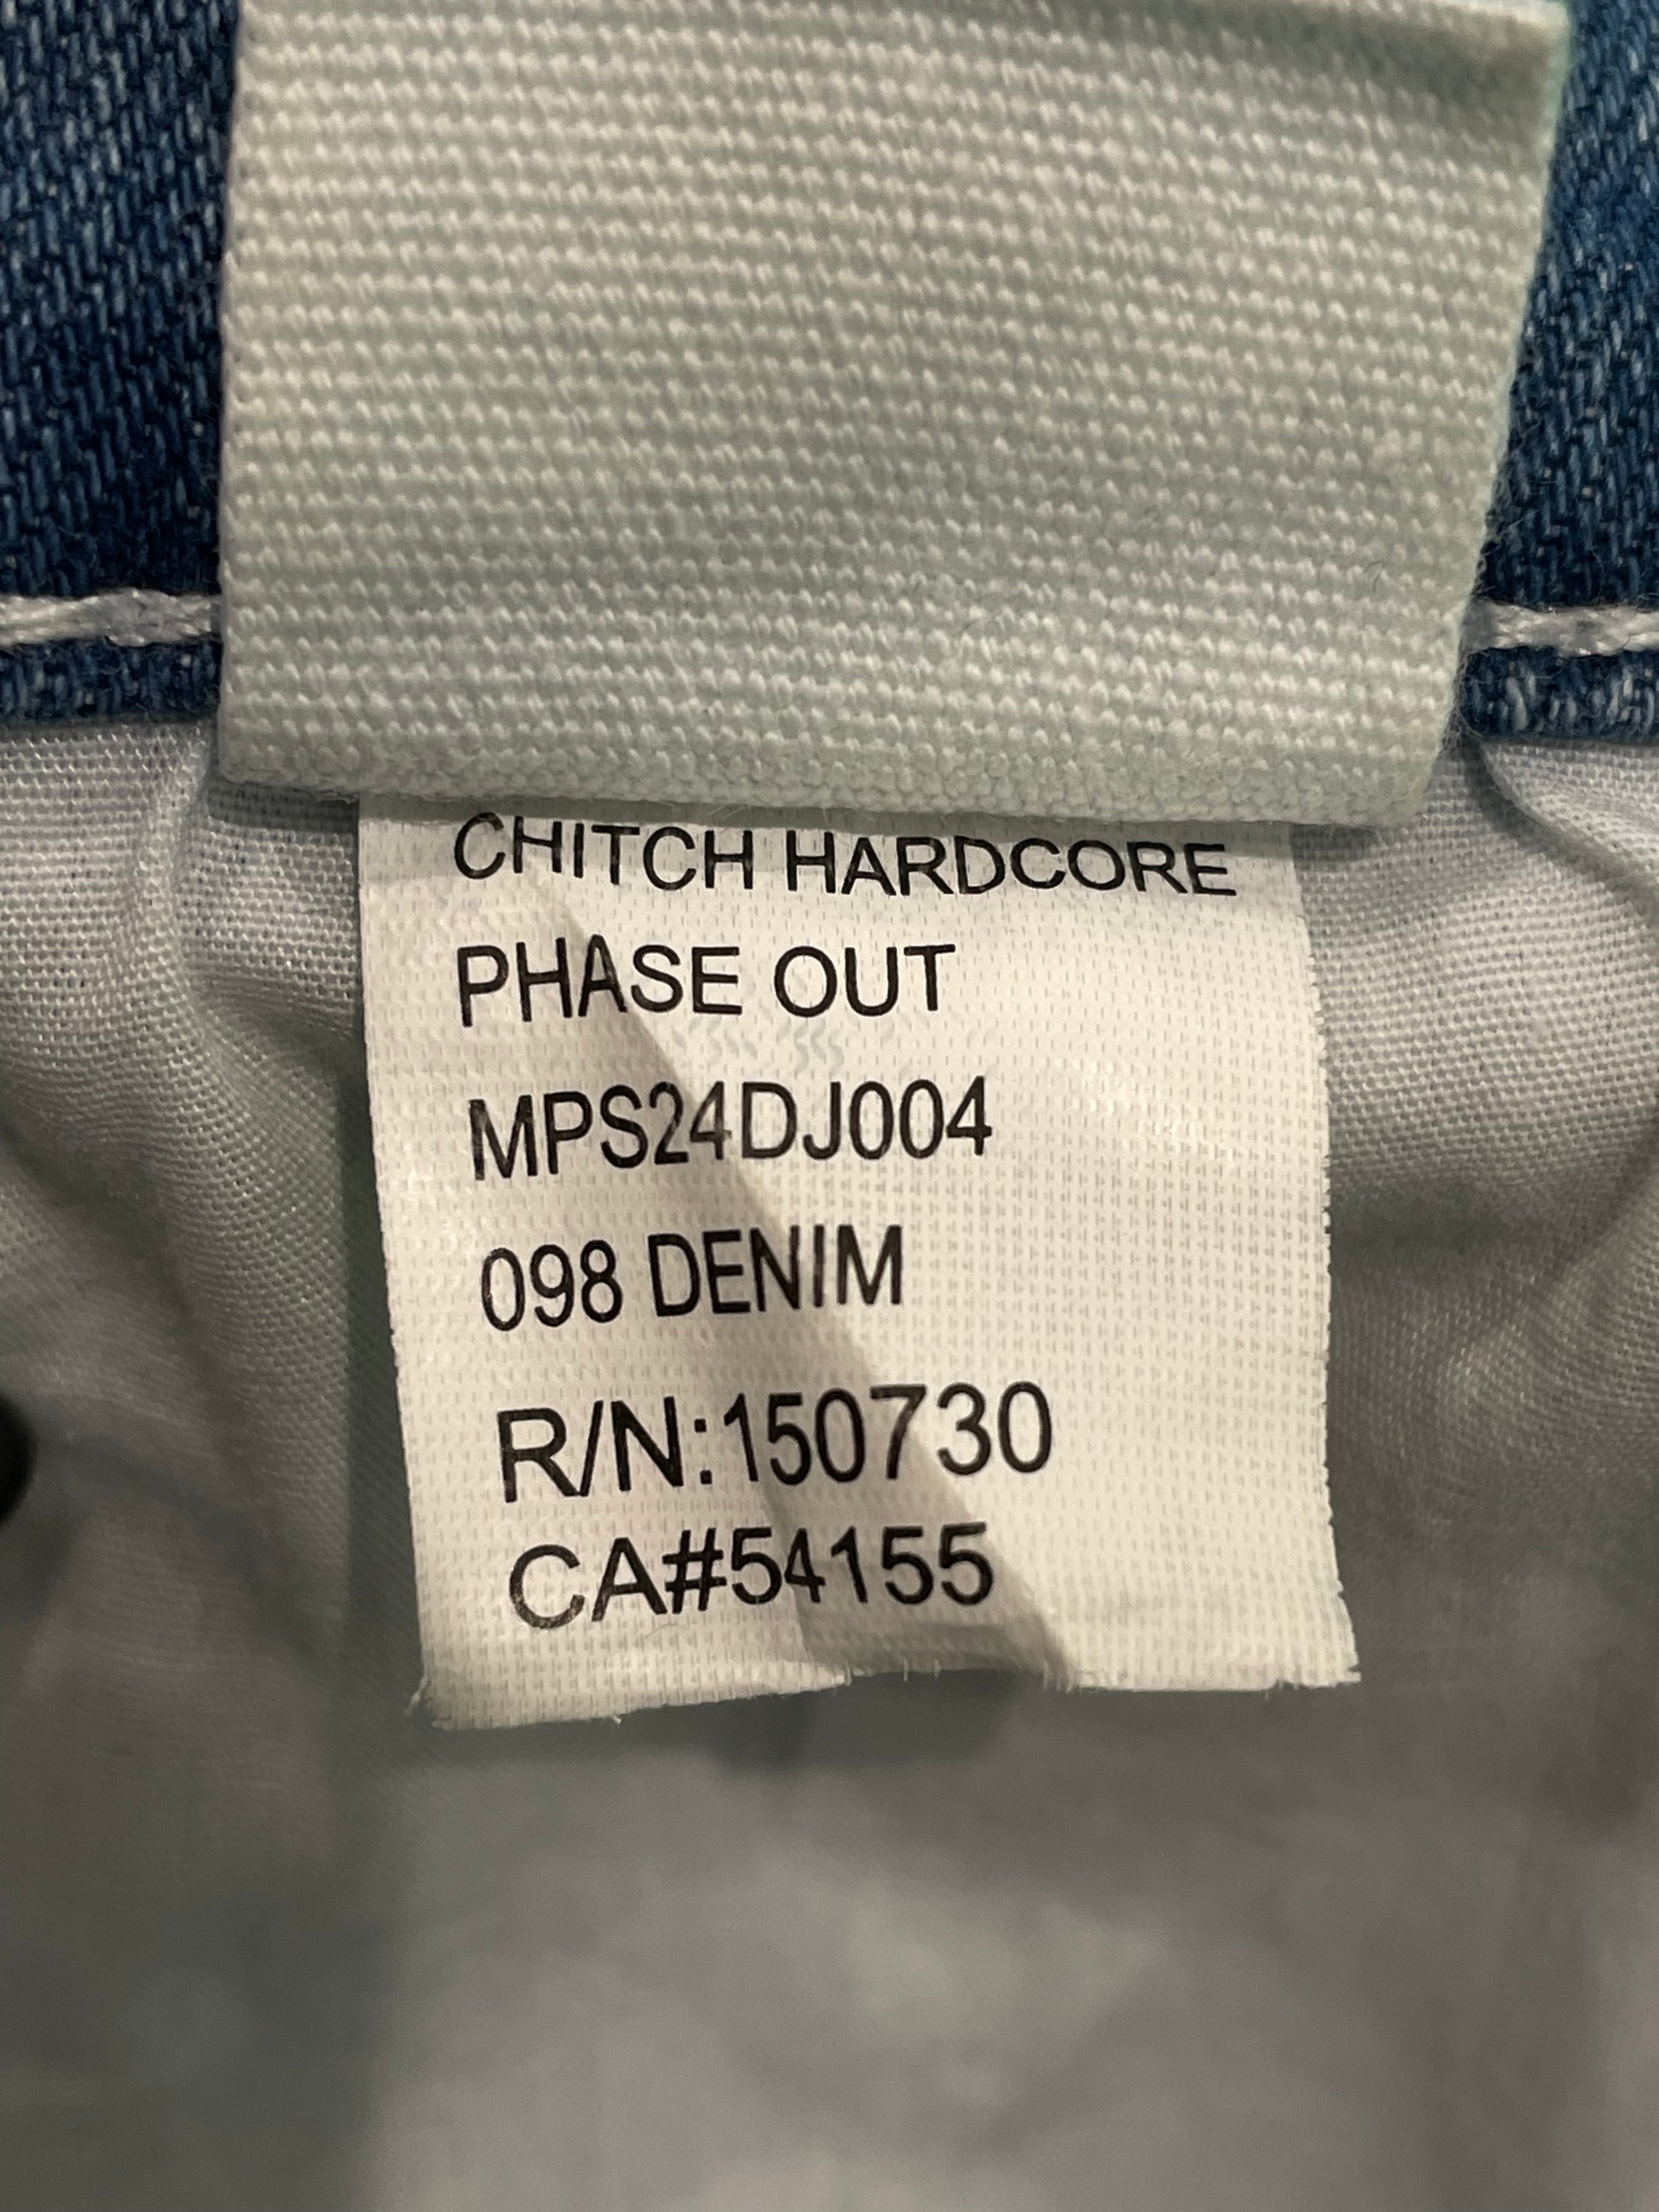 CHITCH HARDCORE
PHASE OUT
MPS24DJ004
098 DENIM
R/N:150730
CA#54155